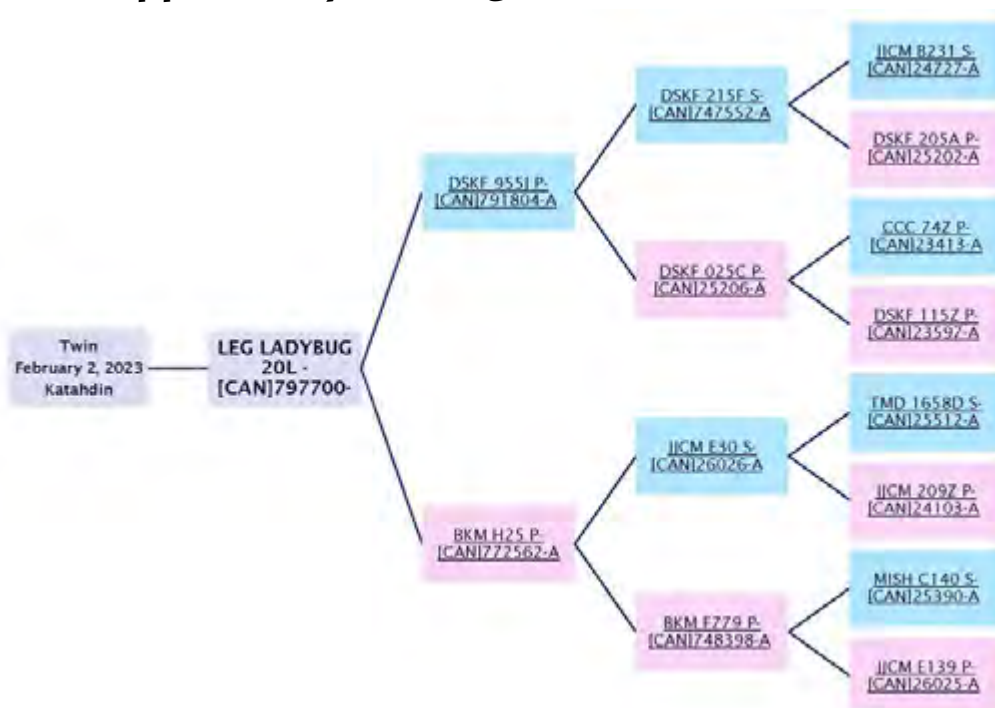 Twin
February 2, 2023
Katahdin
LEG LADYBUG
20L -
[CAN]797700-
DSKF 955J P-
[CAN]791804-A
BKM H25 P-
[CAN]772562-A
DSKF 215F S-
[CAN]747552-A
DSKF 025C P-
[CAN]25206-A
JJCM E30 S-
[CAN]26026-A
BKM F779 P-
[CAN]748398-A
JJCM B231 S-
[CAN]24727-A
DSKF 205A P-
[CAN]25202-A
CCC 74Z P-
[CAN]23413-A
DSKF 115Z P-
[CAN]23597-A
TMD 1658D S-
[CAN]25512-A
JJCM 209Z P-
[CAN]24103-A
MISH C140 S-
[CAN]25390-A
JJCM E139 P-
[CAN]26025-A